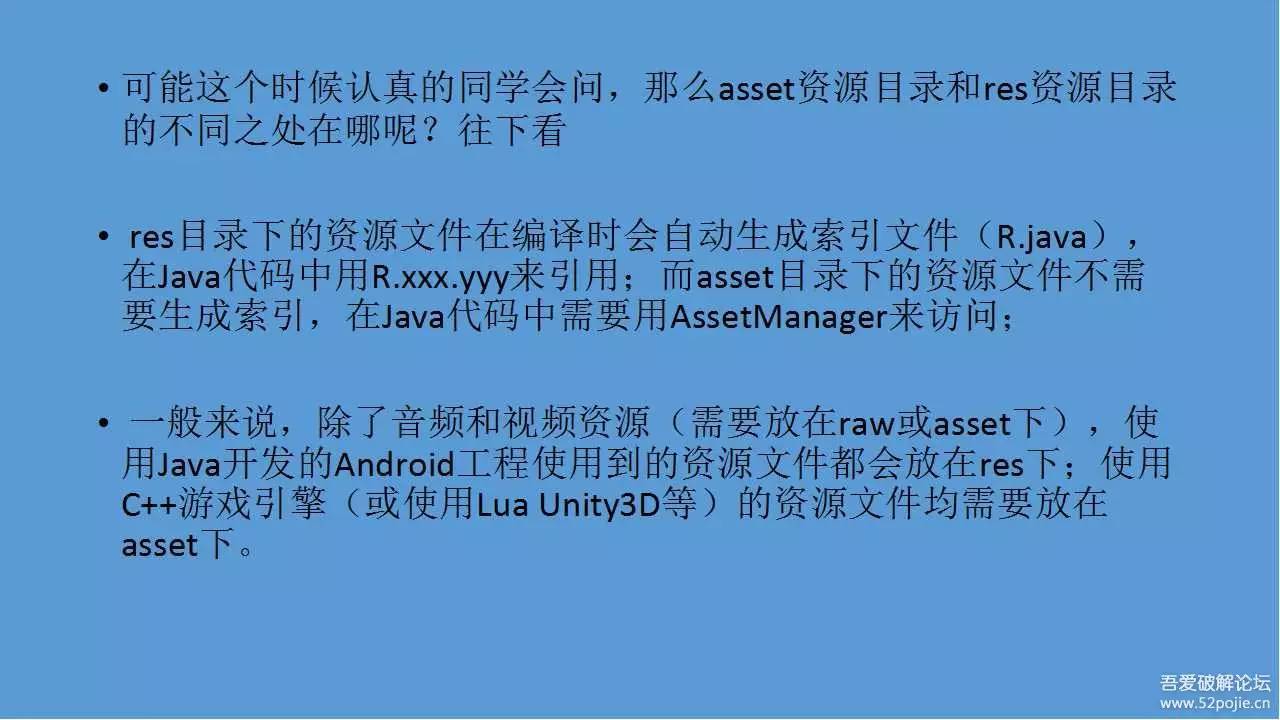 • 可能这个时候认真的同学会问，那么asset资源目录和res资源目录
的不同之处在哪呢？往下看
• res目录下的资源文件在编译时会自动生成索引文件（R.java），
在Java代码中用R.xxx.yyy来引用；而asset目录下的资源文件不需
要生成索引，在Java代码中需要用AssetManager来访问；
• 一般来说，除了音频和视频资源（需要放在raw或asset下），使
用Java开发的Android工程使用到的资源文件都会放在res下；使用
C++游戏引擎（或使用Lua Unity3D等）的资源文件均需要放在
asset下。
吾爱破解论坛
www.52pojie.cn